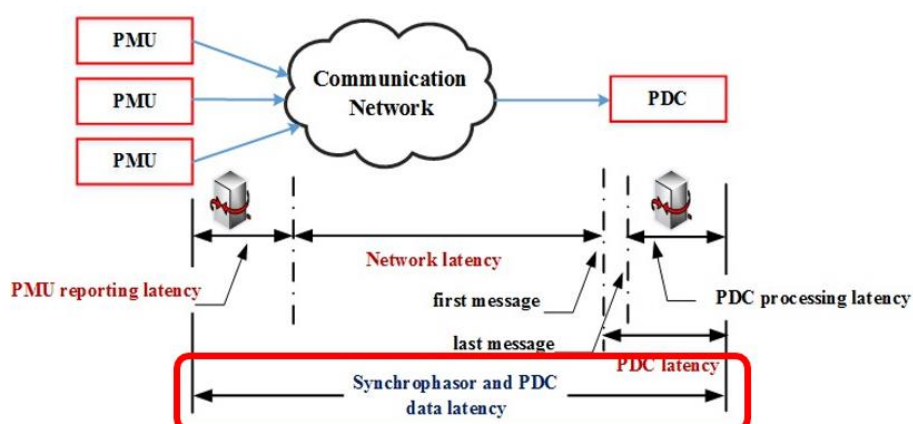 PMU
PMU
PMU
Communication
Network
PDC
Network latency
PMU reporting latency
first message
PDC processing latency
last message
PDC latency
Synchrophasor and PDC
data latency